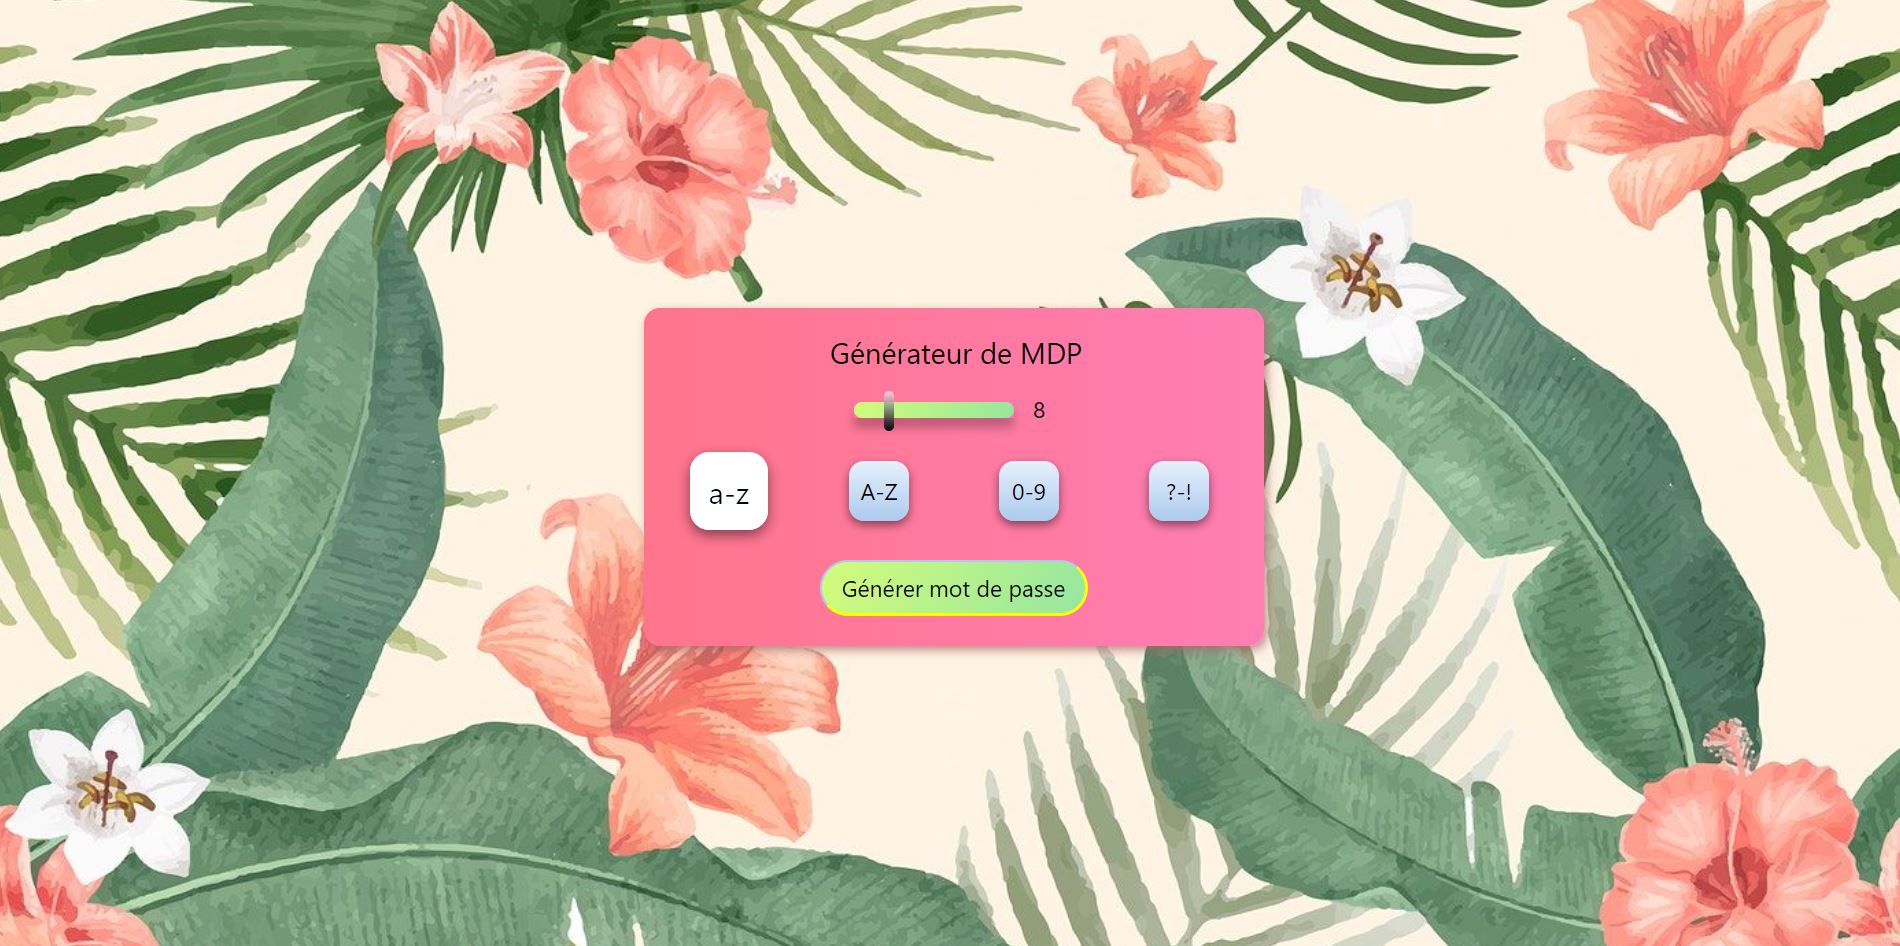 Générateur de MDP
8
a-z A-Z 0-9 ?-!
Générer mot de passe